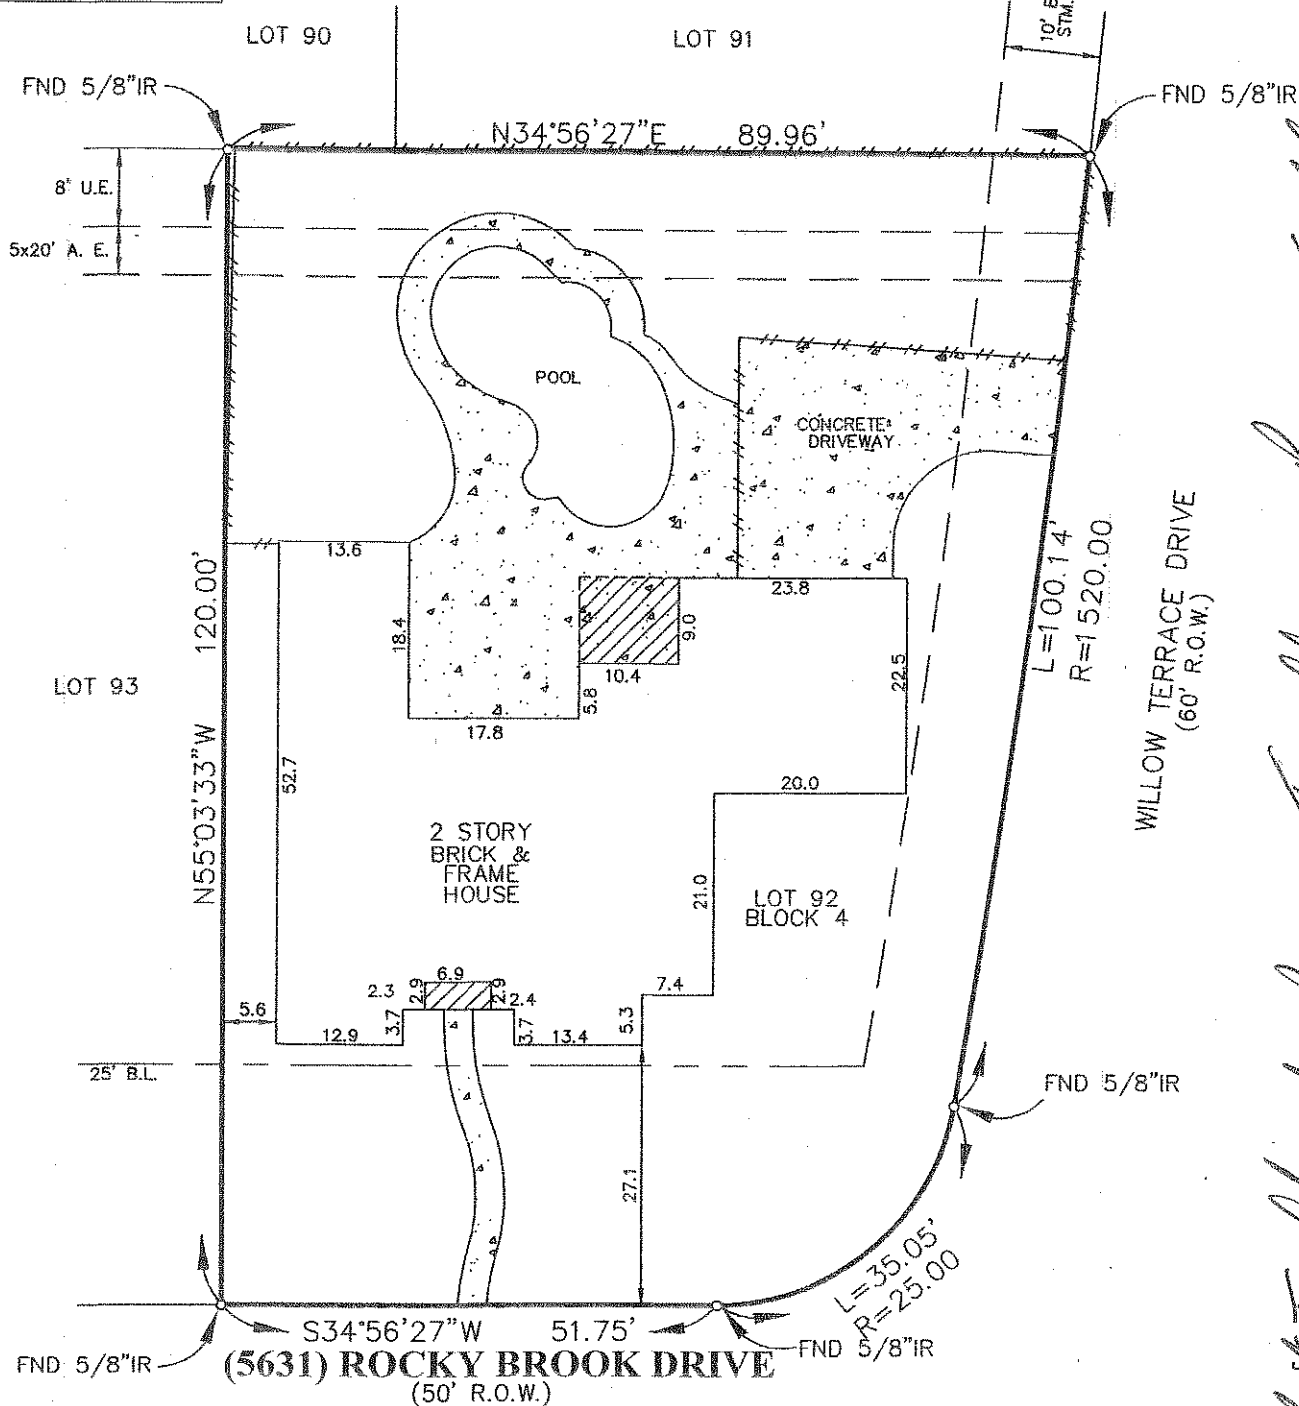 LOT 90
LOT 91
10' B
STM.
FND 5/8"IR
FND 5/8"IR
N34°56'27"E 89.96'
8' U.E.
5x20' A. E.
POOL
CONCRETE
DRIVEWAY
13.6
23.8
18.4
9.0
10.4
5.8
17.8
22.5
L=100.14'
R=1520.00
WILLOW TERRACE DRIVE
(60' R.O.W.)
N55°03'33"W 120.00'
LOT 93
52.7
20.0
2 STORY
BRICK &
FRAME
HOUSE
21.0
LOT 92
BLOCK 4
6.9
2.3
2.9
2.9
2.4
7.4
5.6
3.7
3.7
5.3
12.9
13.4
25' B.L.
FND 5/8"IR
27.1
L=35.05'
R=25.00
S34°56'27"W 51.75'
FND 5/8"IR
FND 5/8"IR
(5631) ROCKY BROOK DRIVE
(50' R.O.W.)